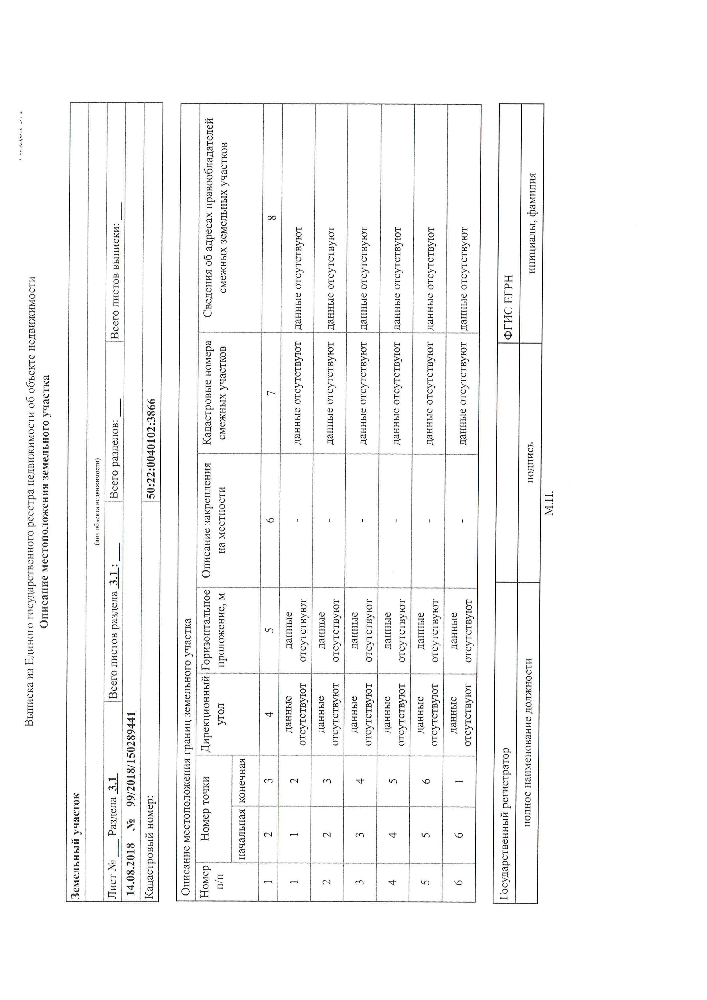 Выписка из Единого государственного реестра недвижимости об объекте недвижимости
Описание местоположения земельного участка
Земельный участок
(вид объекта недвижимости)
Лист № ___ Раздела 3.1 Всего листов раздела 3.1 : ___ Всего разделов: ___ Всего листов выписки: ___
14.08.2018 № 99/2018/150289441
Кадастровый номер: 50:22:0040102:3866
Описание местоположения границ земельного участка
Номер п/п Номер точки Дирекционный угол Горизонтальное проложение, м Описание закрепления на местности Кадастровые номера смежных участков Сведения об адресах правообладателей смежных земельных участков
начальная конечная
1 2 3 4 5 6 7 8
1 1 2 данные отсутствуют данные отсутствуют - данные отсутствуют данные отсутствуют
2 2 3 данные отсутствуют данные отсутствуют - данные отсутствуют данные отсутствуют
3 3 4 данные отсутствуют данные отсутствуют - данные отсутствуют данные отсутствуют
4 4 5 данные отсутствуют данные отсутствуют - данные отсутствуют данные отсутствуют
5 5 6 данные отсутствуют данные отсутствуют - данные отсутствуют данные отсутствуют
6 6 1 данные отсутствуют данные отсутствуют - данные отсутствуют данные отсутствуют
Государственный регистратор ФГИС ЕГРН
полное наименование должности подпись инициалы, фамилия
М.П.